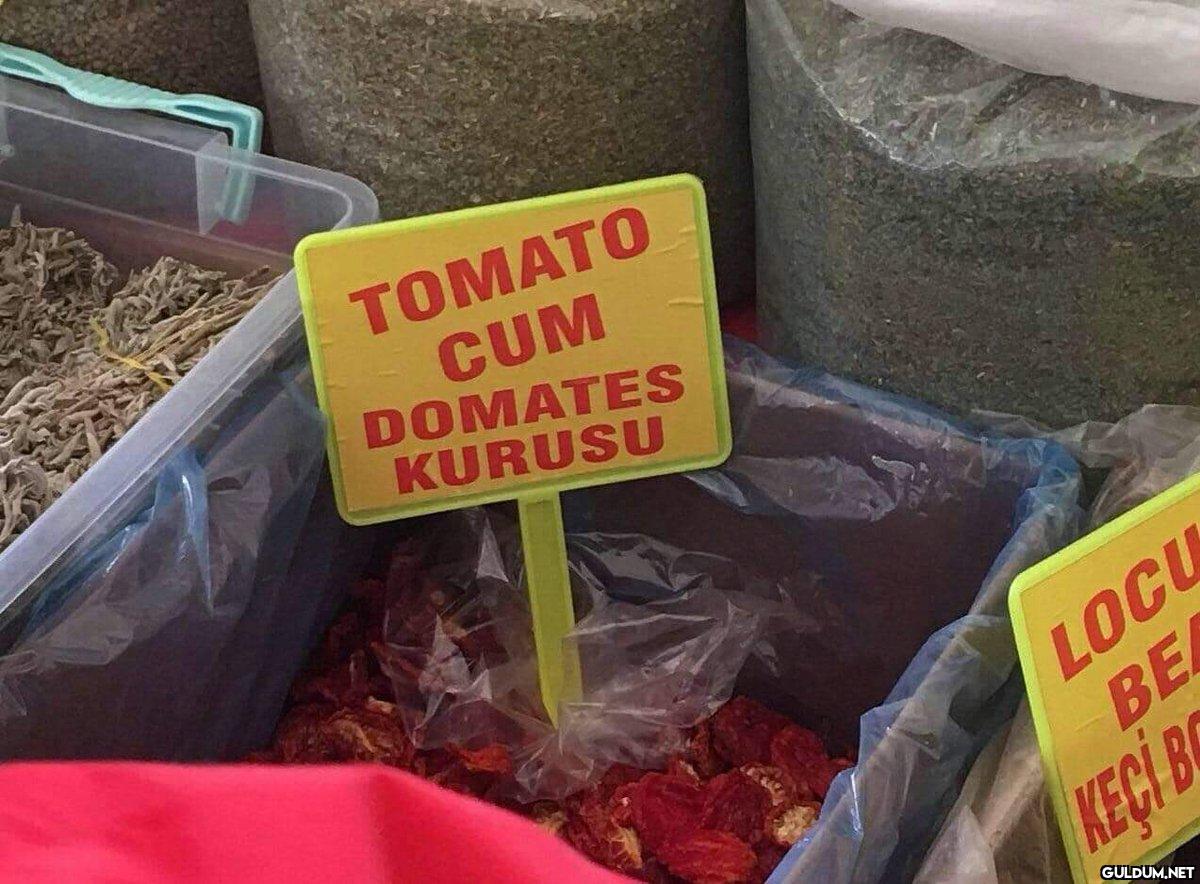 TOMATO
CUM
DOMATES
KURUSU
LOCU
BEA
KEÇİ BO
GULDUM.NET